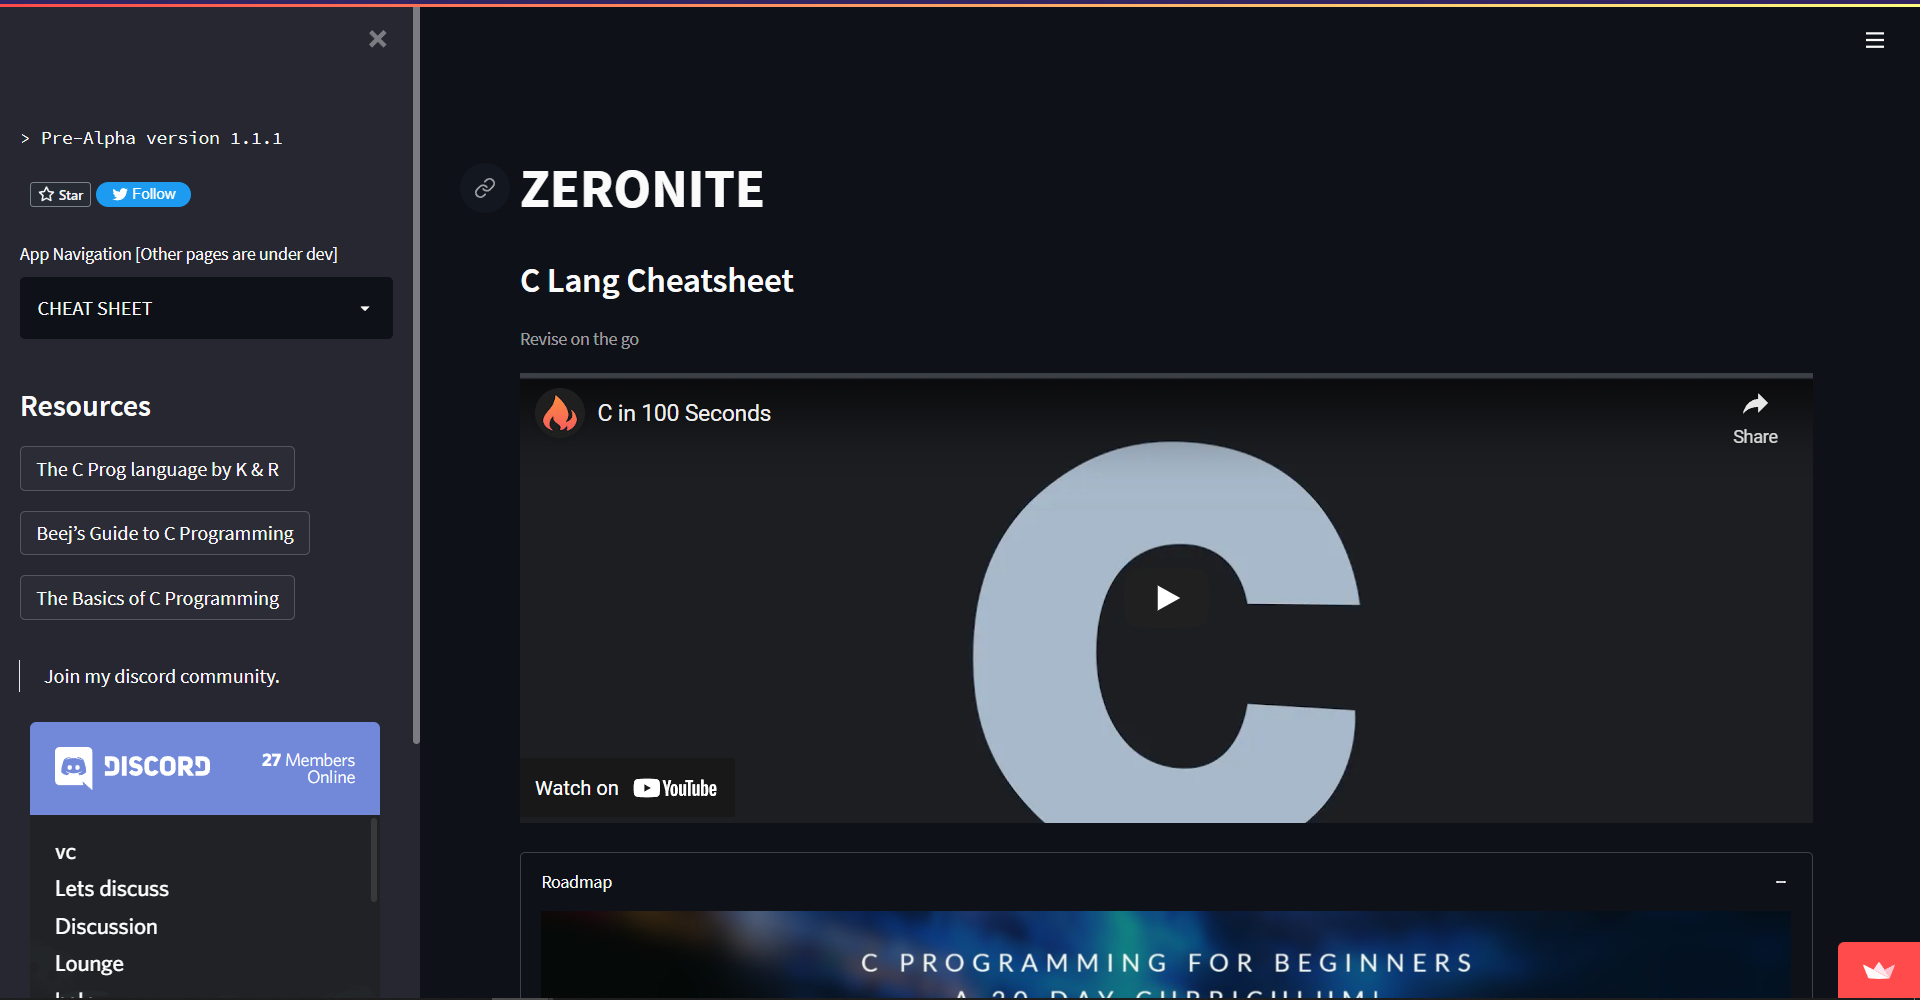 > Pre-Alpha version 1.1.1
Star
Follow
App Navigation [Other pages are under dev]
CHEAT SHEET
Resources
The C Prog language by K & R
Beej’s Guide to C Programming
The Basics of C Programming
Join my discord community.
DISCORD
27 Members
Online
vc
Lets discuss
Discussion
Lounge
ZERONITE
C Lang Cheatsheet
Revise on the go
C in 100 Seconds
Share
C
Watch on YouTube
Roadmap
C PROGRAMMING FOR BEGINNERS
A 30 DAY CURRICULUM!